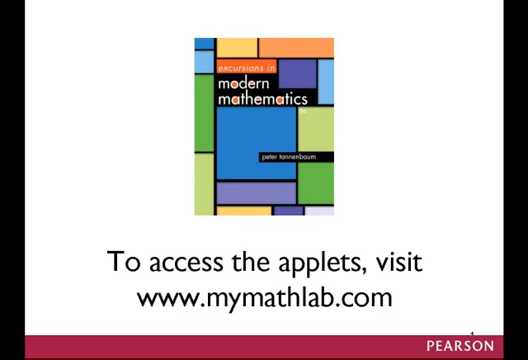 excursions in
modern
mathematics
peter tannenbaum
To access the applets, visit
www.mymathlab.com
PEARSON